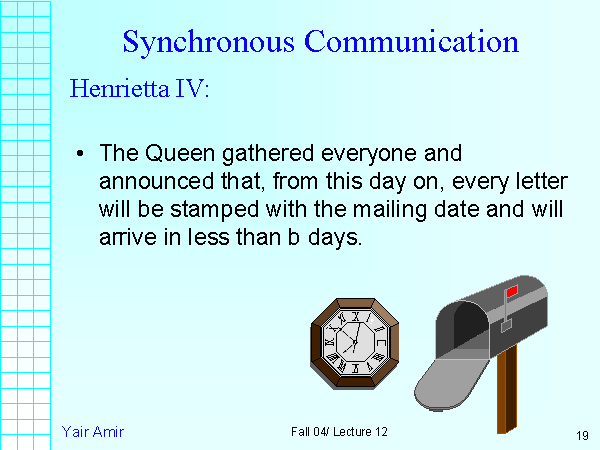 Synchronous Communication
Henrietta IV:
• The Queen gathered everyone and
announced that, from this day on, every letter
will be stamped with the mailing date and will
arrive in less than b days.
Yair Amir
Fall 04/ Lecture 12
19